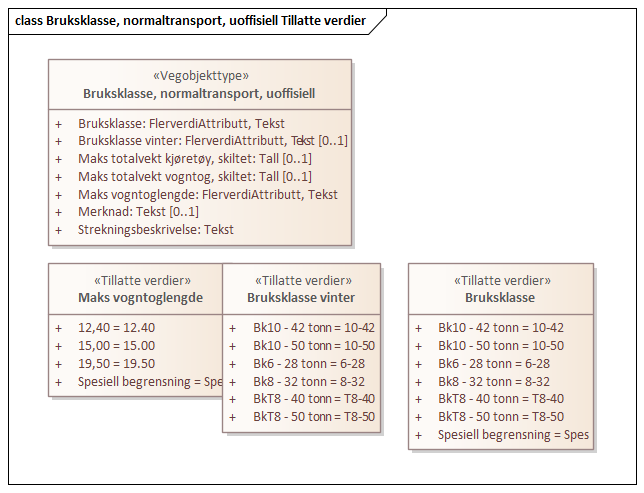 class Bruksklasse, normaltransport, uoffisiell Tillatte verdier
«Vegobjekttype»
Bruksklasse, normaltransport, uoffisiell
+ Bruksklasse: FlerverdiAttributt, Tekst
+ Bruksklasse vinter: FlerverdiAttributt, Tekst [0..1]
+ Maks totalvekt kjøretøy, skiltet: Tall [0..1]
+ Maks totalvekt vogntog, skiltet: Tall [0..1]
+ Maks vogntoglengde: FlerverdiAttributt, Tekst
+ Merknad: Tekst [0..1]
+ Strekningsbeskrivelse: Tekst
«Tillatte verdier»
Maks vogntoglengde
+ 12,40 = 12.40
+ 15,00 = 15.00
+ 19,50 = 19.50
+ Spesiell begrensning = Spe
«Tillatte verdier»
Bruksklasse vinter
+ Bk10 - 42 tonn = 10-42
+ Bk10 - 50 tonn = 10-50
+ Bk6 - 28 tonn = 6-28
+ Bk8 - 32 tonn = 8-32
+ BkT8 - 40 tonn = T8-40
+ BkT8 - 50 tonn = T8-50
«Tillatte verdier»
Bruksklasse
+ Bk10 - 42 tonn = 10-42
+ Bk10 - 50 tonn = 10-50
+ Bk6 - 28 tonn = 6-28
+ Bk8 - 32 tonn = 8-32
+ BkT8 - 40 tonn = T8-40
+ BkT8 - 50 tonn = T8-50
+ Spesiell begrensning = Spes